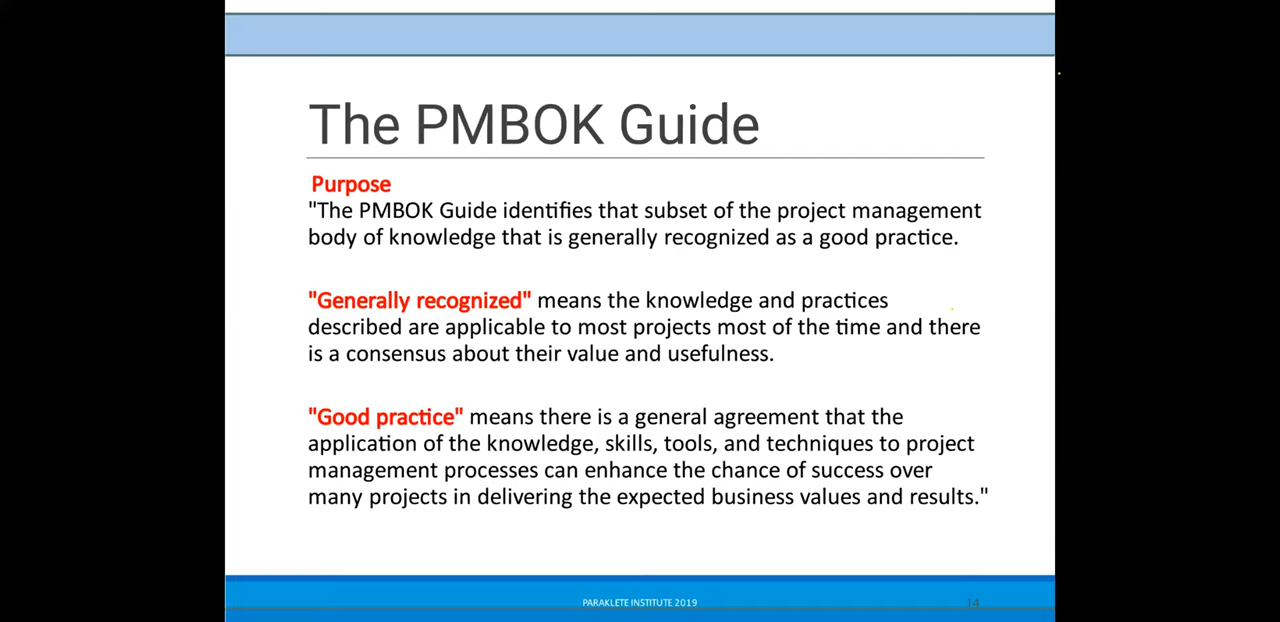 The PMBOK Guide
Purpose
"The PMBOK Guide identifies that subset of the project management
body of knowledge that is generally recognized as a good practice.
"Generally recognized" means the knowledge and practices
described are applicable to most projects most of the time and there
is a consensus about their value and usefulness.
"Good practice" means there is a general agreement that the
application of the knowledge, skills, tools, and techniques to project
management processes can enhance the chance of success over
many projects in delivering the expected business values and results."
PARAKLETE INSTITUTE 2019
14